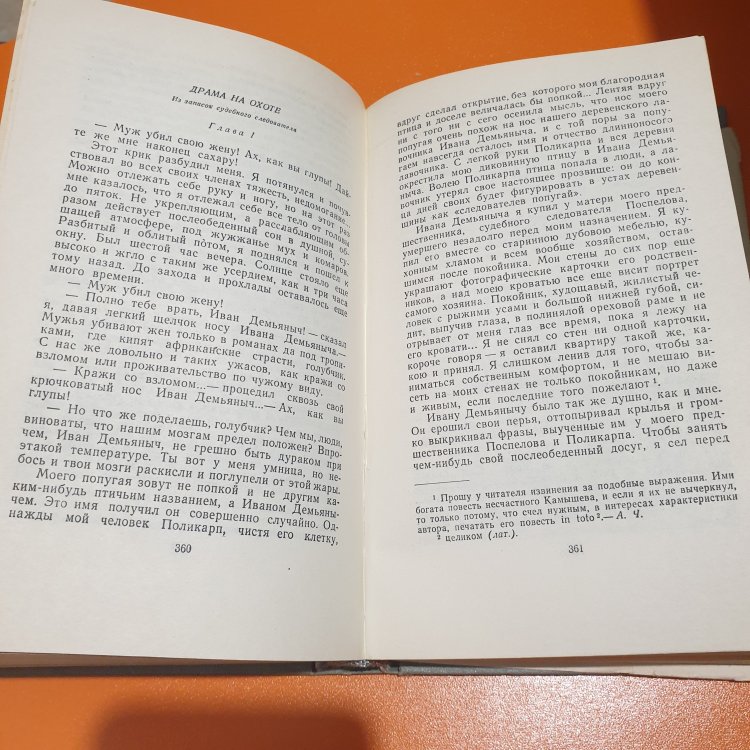 ДРАМА НА ОХОТЕ
Из записок судебного следователя
Глава I
— Муж убил свою жену! Ах, как вы глупы! Дай-
те же мне наконец сахару!
Этот крик разбудил меня. Я потянулся и почув-
ствовал во всех своих членах тяжесть, недомогание.
Можно отлежать себе руку и ногу, но на этот раз
мне казалось, что я отлежал себе все тело от головы
до пяток. Не укрепляющим, а расслабляющим об-
разом действует послеобеденный сон в душной, су-
шащей атмосфере, под жужжанье мух и комаров.
Разбитый и облитый по́том, я поднялся и пошел к
окну. Был шестой час вечера. Солнце стояло еще
высоко и жгло с таким же усердием, как и три часа
тому назад. До захода и прохлады оставалось еще
много времени.
— Муж убил свою жену!
— Полно тебе врать, Иван Демьяныч! — сказал
я, давая легкий щелчок носу Ивана Демьяныча.—
Мужья убивают жен только в романах да под тропи-
ками, где кипят африканские страсти, голубчик.
С нас же довольно и таких ужасов, как кражи со
взломом или проживательство по чужому виду.
— Кражи со взломом...— процедил сквозь свой
крючковатый нос Иван Демьяныч...— Ах, как вы
глупы!
— Но что же поделаешь, голубчик? Чем мы, люди,
виноваты, что нашим мозгам предел положен? Впро-
чем, Иван Демьяныч, не грешно быть дураком при
этакой температуре. Ты вот у меня умница, но не-
бось и твои мозги раскисли и поглупели от этой жары.
Моего попугая зовут не попкой и не другим ка-
ким-нибудь птичьим названием, а Иваном Демьяны-
чем. Это имя получил он совершенно случайно. Од-
нажды мой человек Поликарп, чистя его клетку,
360
вдруг сделал открытие, без которого моя благородная
птица и доселе величалась бы попкой... Лентяя вдруг
ни с того ни с сего осенила мысль, что нос моего
попугая очень похож на нос нашего деревенского ла-
вочника Ивана Демьяныча, и с той поры за попу-
гаем навсегда осталось имя и отчество длинноносого
лавочника. С легкой руки Поликарпа и вся деревня
окрестила мою диковинную птицу в Ивана Демья-
ныча. Волею Поликарпа птица попала в люди, а ла-
вочник утерял свое настоящее прозвище: он до кон-
ца дней своих будет фигурировать в устах деревен-
щины как «следователев попугай».
Ивана Демьяныча я купил у матери моего пред-
шественника, судебного следователя Поспелова,
умершего незадолго перед моим назначением. Я ку-
пил его вместе со старинною дубовою мебелью, ку-
хонным хламом и всем вообще хозяйством, остав-
шимся после покойника. Мои стены до сих пор еще
украшают фотографические карточки его родствен-
ников, а над моею кроватью все еще висит портрет
самого хозяина. Покойник, худощавый, жилистый че-
ловек с рыжими усами и большой нижней губой, си-
дит, выпучив глаза, в полинялой ореховой раме и не
отрывает от меня глаз все время, пока я лежу на
его кровати... Я не снял со стен ни одной карточки,
короче говоря — я оставил квартиру такой же, ка-
кою и принял. Я слишком ленив для того, чтобы за-
ниматься собственным комфортом, и не мешаю ви-
сеть на моих стенах не только покойникам, но даже
и живым, если последние того пожелают ¹.
Ивану Демьянычу было так же душно, как и мне.
Он ерошил свои перья, оттопыривал крылья и гром-
ко выкрикивал фразы, выученные им у моего пред-
шественника Поспелова и Поликарпа. Чтобы занять
чем-нибудь свой послеобеденный досуг, я сел перед
¹ Прошу у читателя извинения за подобные выражения. Ими
богата повесть несчастного Камышева, и если я их не вычеркнул,
то только потому, что счел нужным, в интересах характеристики
автора, печатать его повесть in toto ².— А. Ч.
² целиком (лат.).
361